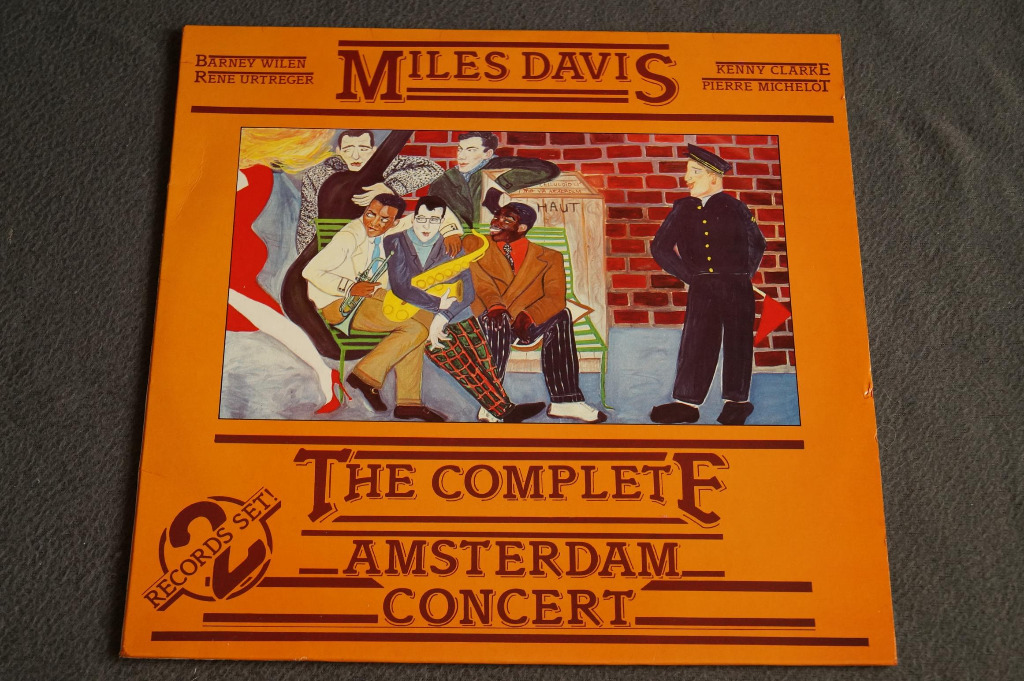 BARNEY WILEN
RENE URTREGER
MILES DAVIS
KENNY CLARKE
PIERRE MICHELOT
HAUT
THE COMPLETE
AMSTERDAM
CONCERT
2
RECORDS SET!